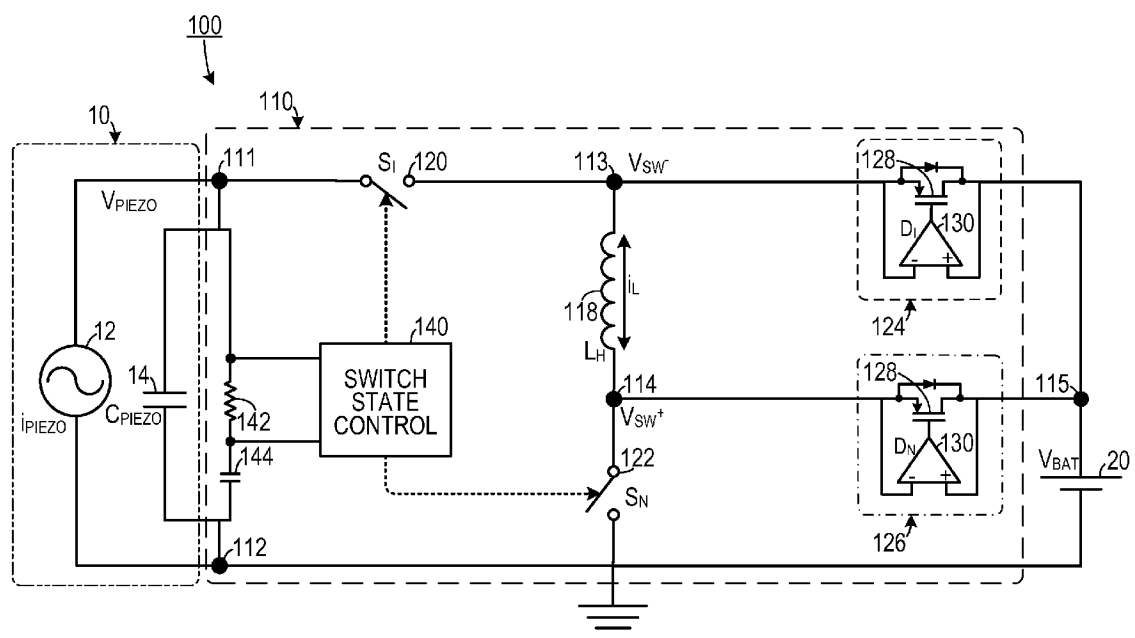 100
10
110
111
S_I
120
113
V_SW^-
128
V_PIEZO
D_I
130
- +
12
118
i_L
124
14
140
L_H
C_PIEZO
SWITCH
STATE
CONTROL
142
i_PIEZO
114
V_SW^+
128
115
144
122
S_N
D_N
130
- +
V_BAT
20
126
112